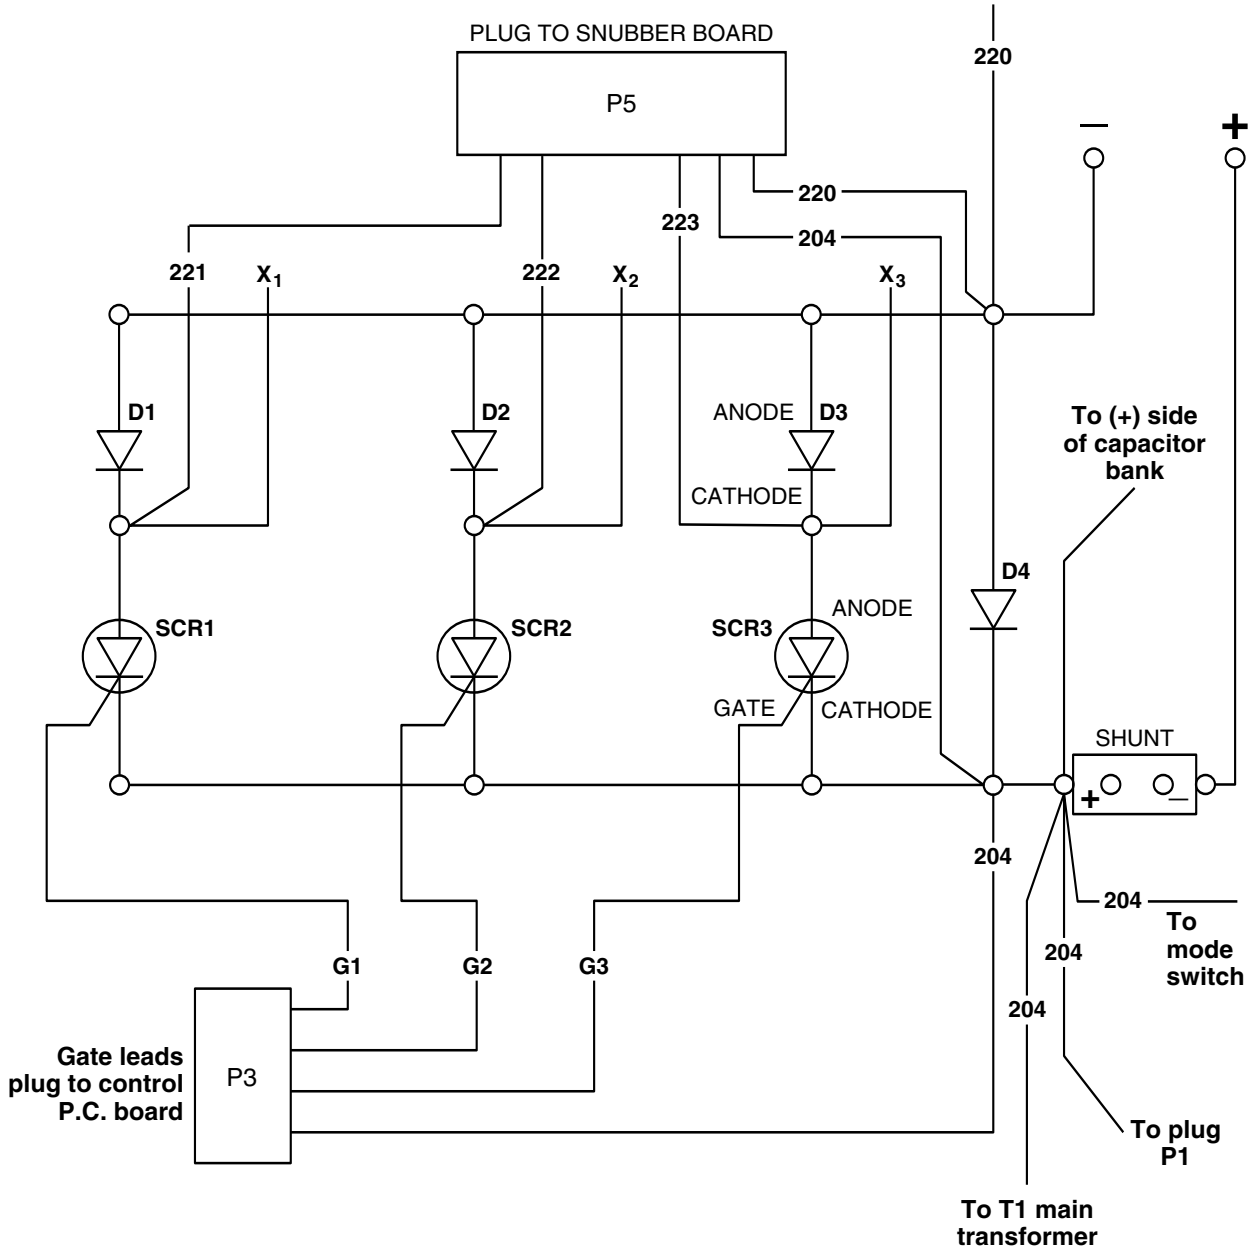 PLUG TO SNUBBER BOARD
P5
220
—
+
220
223
204
221
X1
222
X2
X3
D1
D2
ANODE
D3
To (+) side
of capacitor
bank
CATHODE
D4
ANODE
SCR1
SCR2
SCR3
GATE
CATHODE
SHUNT
+
—
204
204
To
mode
switch
204
204
G1
G2
G3
Gate leads
plug to control
P.C. board
P3
To plug
P1
To T1 main
transformer